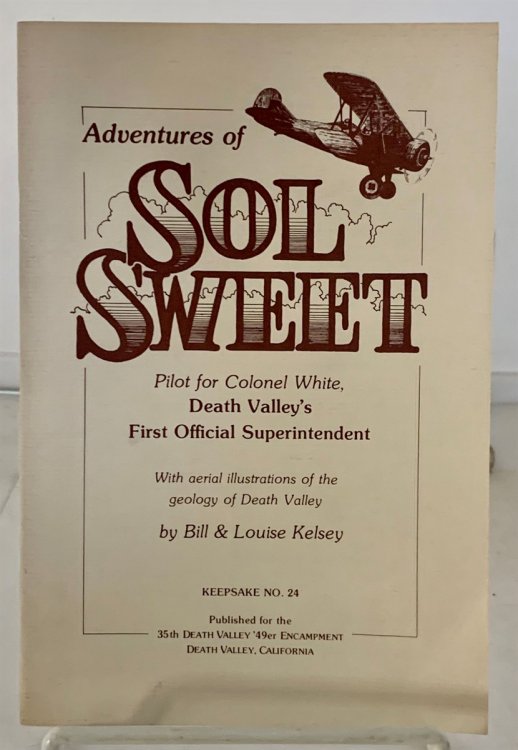 Adventures of
SOL
SWEET
Pilot for Colonel White,
Death Valley's
First Official Superintendent
With aerial illustrations of the
geology of Death Valley
by Bill & Louise Kelsey
KEEPSAKE NO. 24
Published for the
35th DEATH VALLEY '49er ENCAMPMENT
DEATH VALLEY, CALIFORNIA